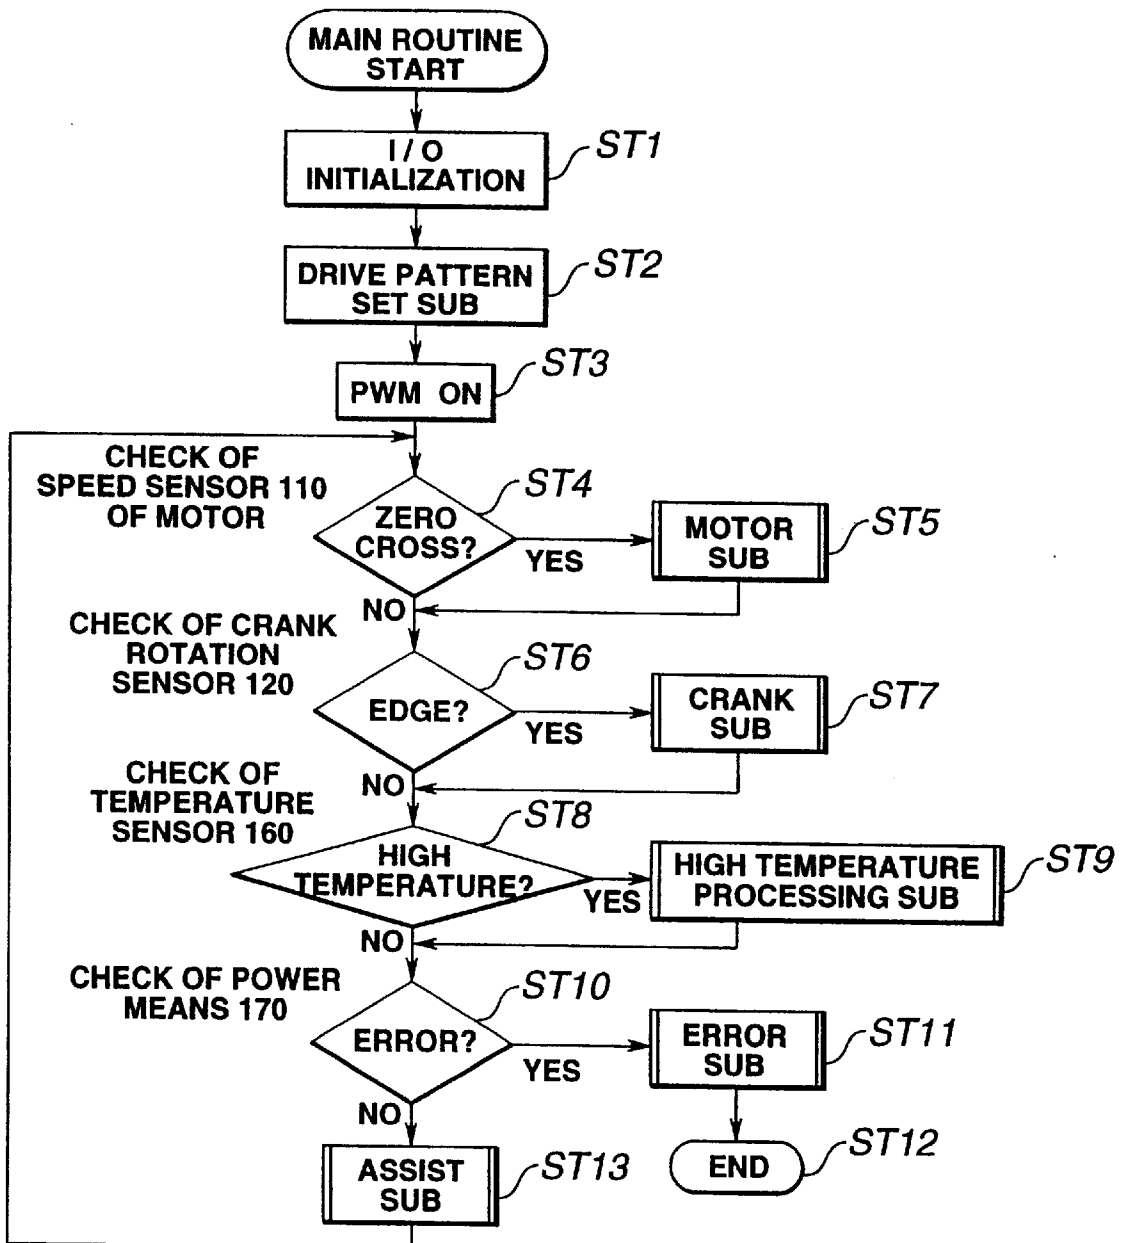 MAIN ROUTINE
START
I / O
INITIALIZATION
ST1
DRIVE PATTERN
SET SUB
ST2
PWM ON
ST3
CHECK OF
SPEED SENSOR 110
OF MOTOR
ZERO
CROSS?
ST4
YES
MOTOR
SUB
ST5
NO
CHECK OF CRANK
ROTATION
SENSOR 120
EDGE?
ST6
YES
CRANK
SUB
ST7
NO
CHECK OF
TEMPERATURE
SENSOR 160
HIGH
TEMPERATURE?
ST8
YES
HIGH TEMPERATURE
PROCESSING SUB
ST9
NO
CHECK OF POWER
MEANS 170
ERROR?
ST10
YES
ERROR
SUB
ST11
NO
END
ST12
ASSIST
SUB
ST13